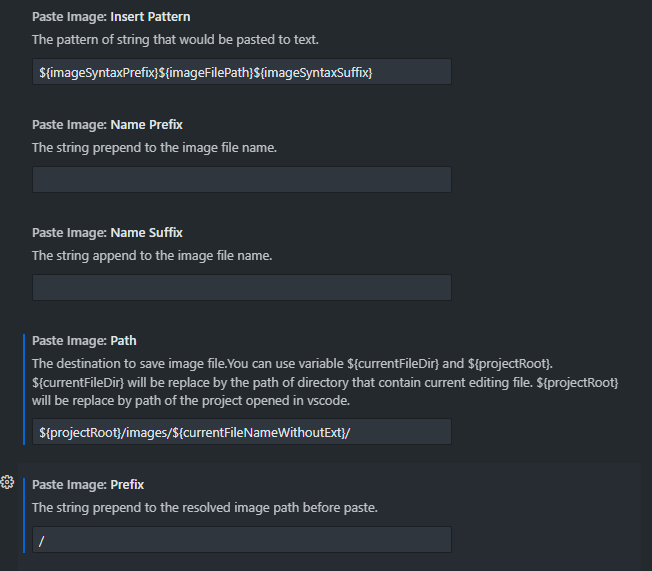 Paste Image: Insert Pattern
The pattern of string that would be pasted to text.
${imageSyntaxPrefix}${imageFilePath}${imageSyntaxSuffix}
Paste Image: Name Prefix
The string prepend to the image file name.
Paste Image: Name Suffix
The string append to the image file name.
Paste Image: Path
The destination to save image file.You can use variable ${currentFileDir} and ${projectRoot}.
${currentFileDir} will be replace by the path of directory that contain current editing file. ${projectRoot}
will be replace by path of the project opened in vscode.
${projectRoot}/images/${currentFileNameWithoutExt}/
Paste Image: Prefix
The string prepend to the resolved image path before paste.
/